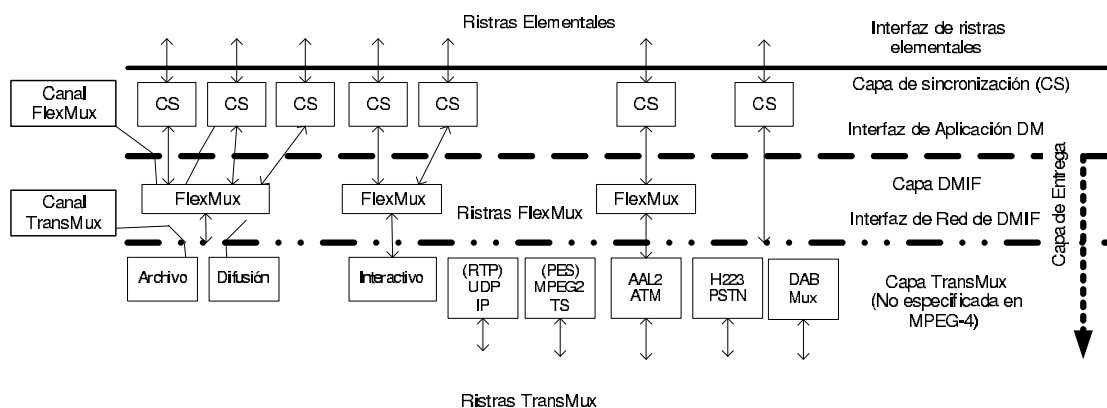 Ristras Elementales
Interfaz de ristras
elementales
Canal
FlexMux
CS
CS
CS
CS
CS
CS
CS
Capa de sincronización (CS)
Interfaz de Aplicación DM
Canal
TransMux
FlexMux
FlexMux
FlexMux
Ristras FlexMux
Capa DMIF
Interfaz de Red de DMIF
Capa de Entrega
Archivo
Difusión
Interactivo
(RTP)
UDP
IP
(PES)
MPEG2
TS
AAL2
ATM
H223
PSTN
DAB
Mux
Capa TransMux
(No especificada en
MPEG-4)
Ristras TransMux